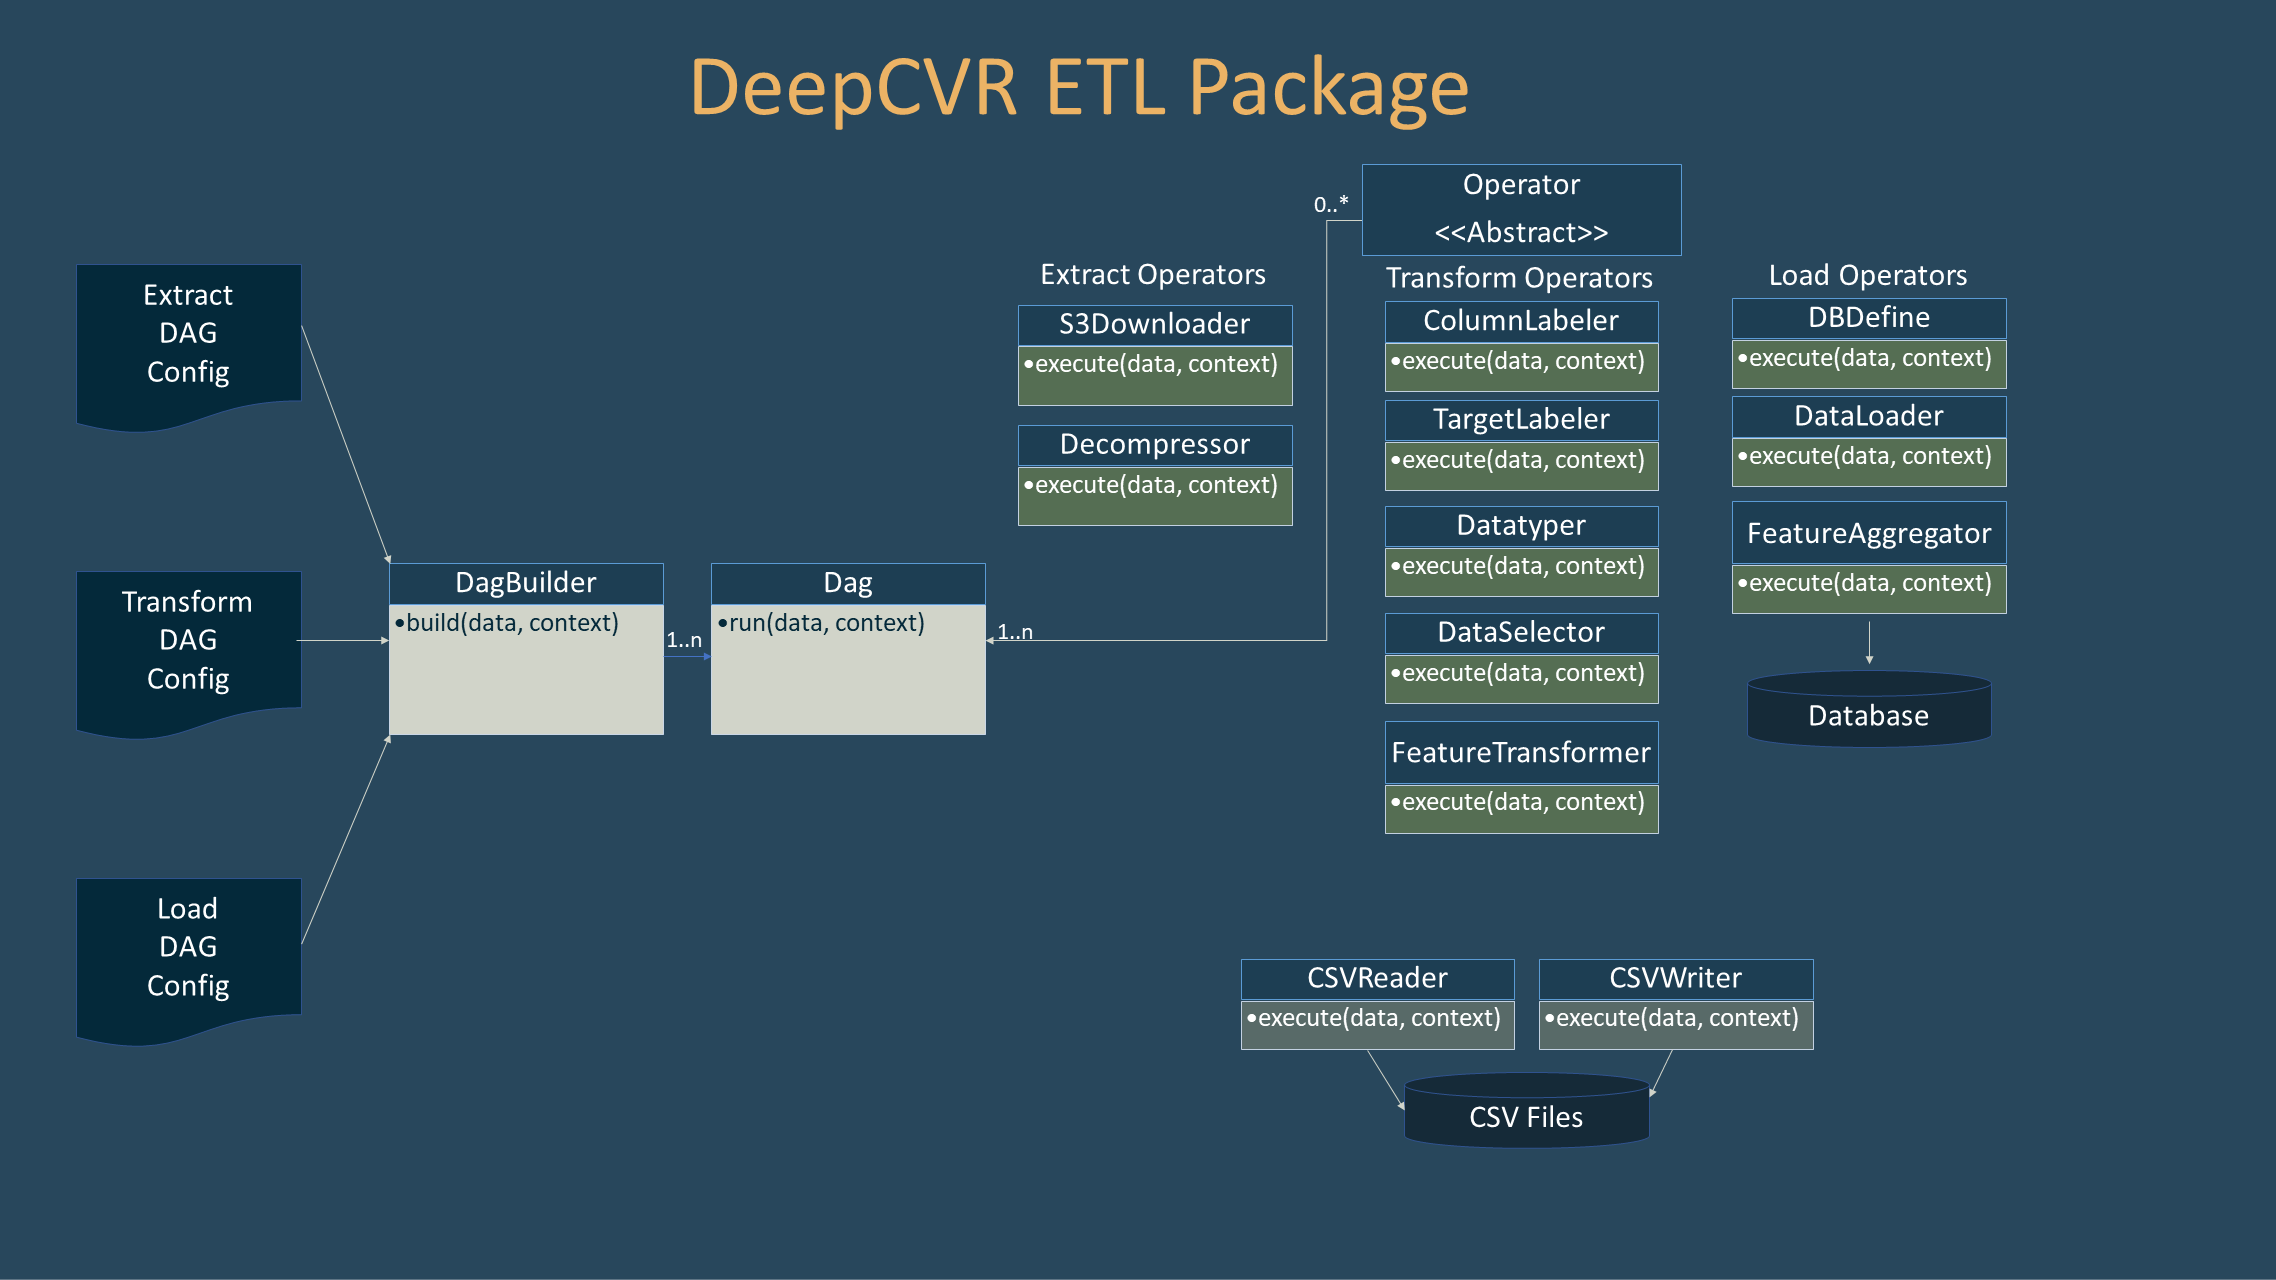 DeepCVR ETL Package
Operator
<<Abstract>>
0..*
Extract Operators
Transform Operators
Load Operators
Extract
DAG
Config
S3Downloader
•execute(data, context)
Decompressor
•execute(data, context)
ColumnLabeler
•execute(data, context)
TargetLabeler
•execute(data, context)
Datatyper
•execute(data, context)
DataSelector
•execute(data, context)
FeatureTransformer
•execute(data, context)
DBDefine
•execute(data, context)
DataLoader
•execute(data, context)
FeatureAggregator
•execute(data, context)
Database
Transform
DAG
Config
DagBuilder
•build(data, context)
1..n
Dag
•run(data, context)
1..n
Load
DAG
Config
CSVReader
•execute(data, context)
CSVWriter
•execute(data, context)
CSV Files